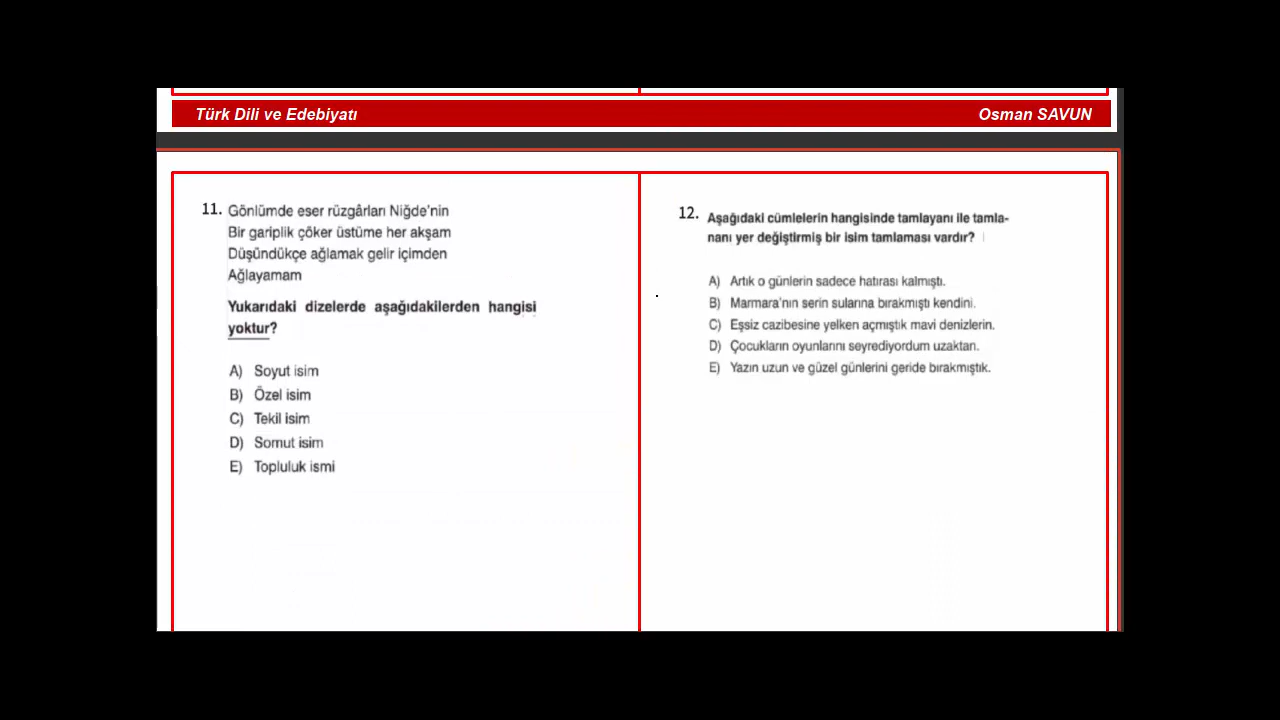 Türk Dili ve Edebiyatı
Osman SAVUN
11. Gönlümde eser rüzgârları Niğde'nin
Bir gariplik çöker üstüme her akşam
Düşündükçe ağlamak gelir içimden
Ağlayamam
Yukarıdaki dizelerde aşağıdakilerden hangisi
yoktur?
A) Soyut isim
B) Özel isim
C) Tekil isim
D) Somut isim
E) Topluluk ismi
12. Aşağıdaki cümlelerin hangisinde tamlayanı ile tamla-
nanı yer değiştirmiş bir isim tamlaması vardır?
A) Artık o günlerin sadece hatırası kalmıştı.
B) Marmara'nın serin sularına bırakmıştı kendini.
C) Eşsiz cazibesine yelken açmıştık mavi denizlerin.
D) Çocukların oyunlarını seyrediyordum uzaktan.
E) Yazın uzun ve güzel günlerini geride bırakmıştık.